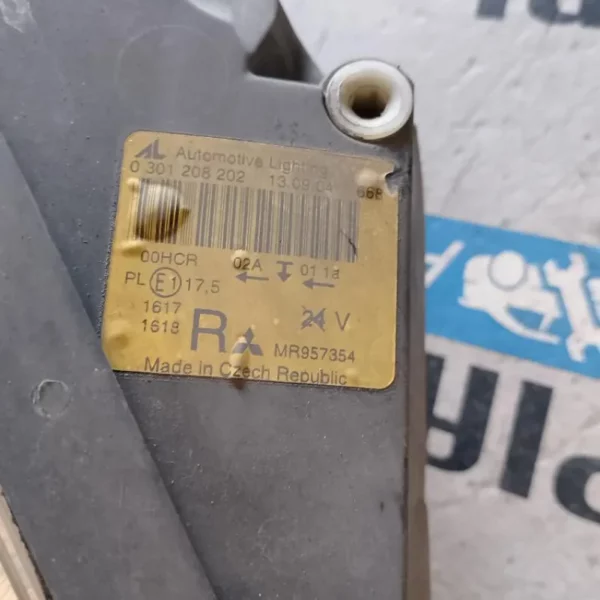 AL Automotive Lighting
0 301 208 202 13.09.04 66B
00HCR 02A 01 1a
PL E1 17,5
1617
1618
R 24 V
MR957354
Made in Czech Republic